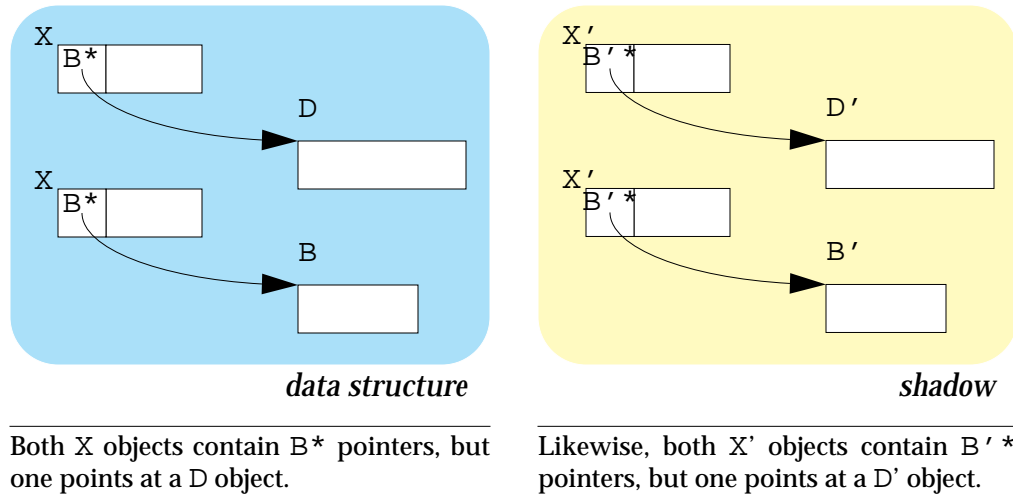 X
B*
D
X
B*
B
data structure
Both X objects contain B* pointers, but
one points at a D object.
X′
B′*
D′
X′
B′*
B′
shadow
Likewise, both X’ objects contain B′*
pointers, but one points at a D’ object.